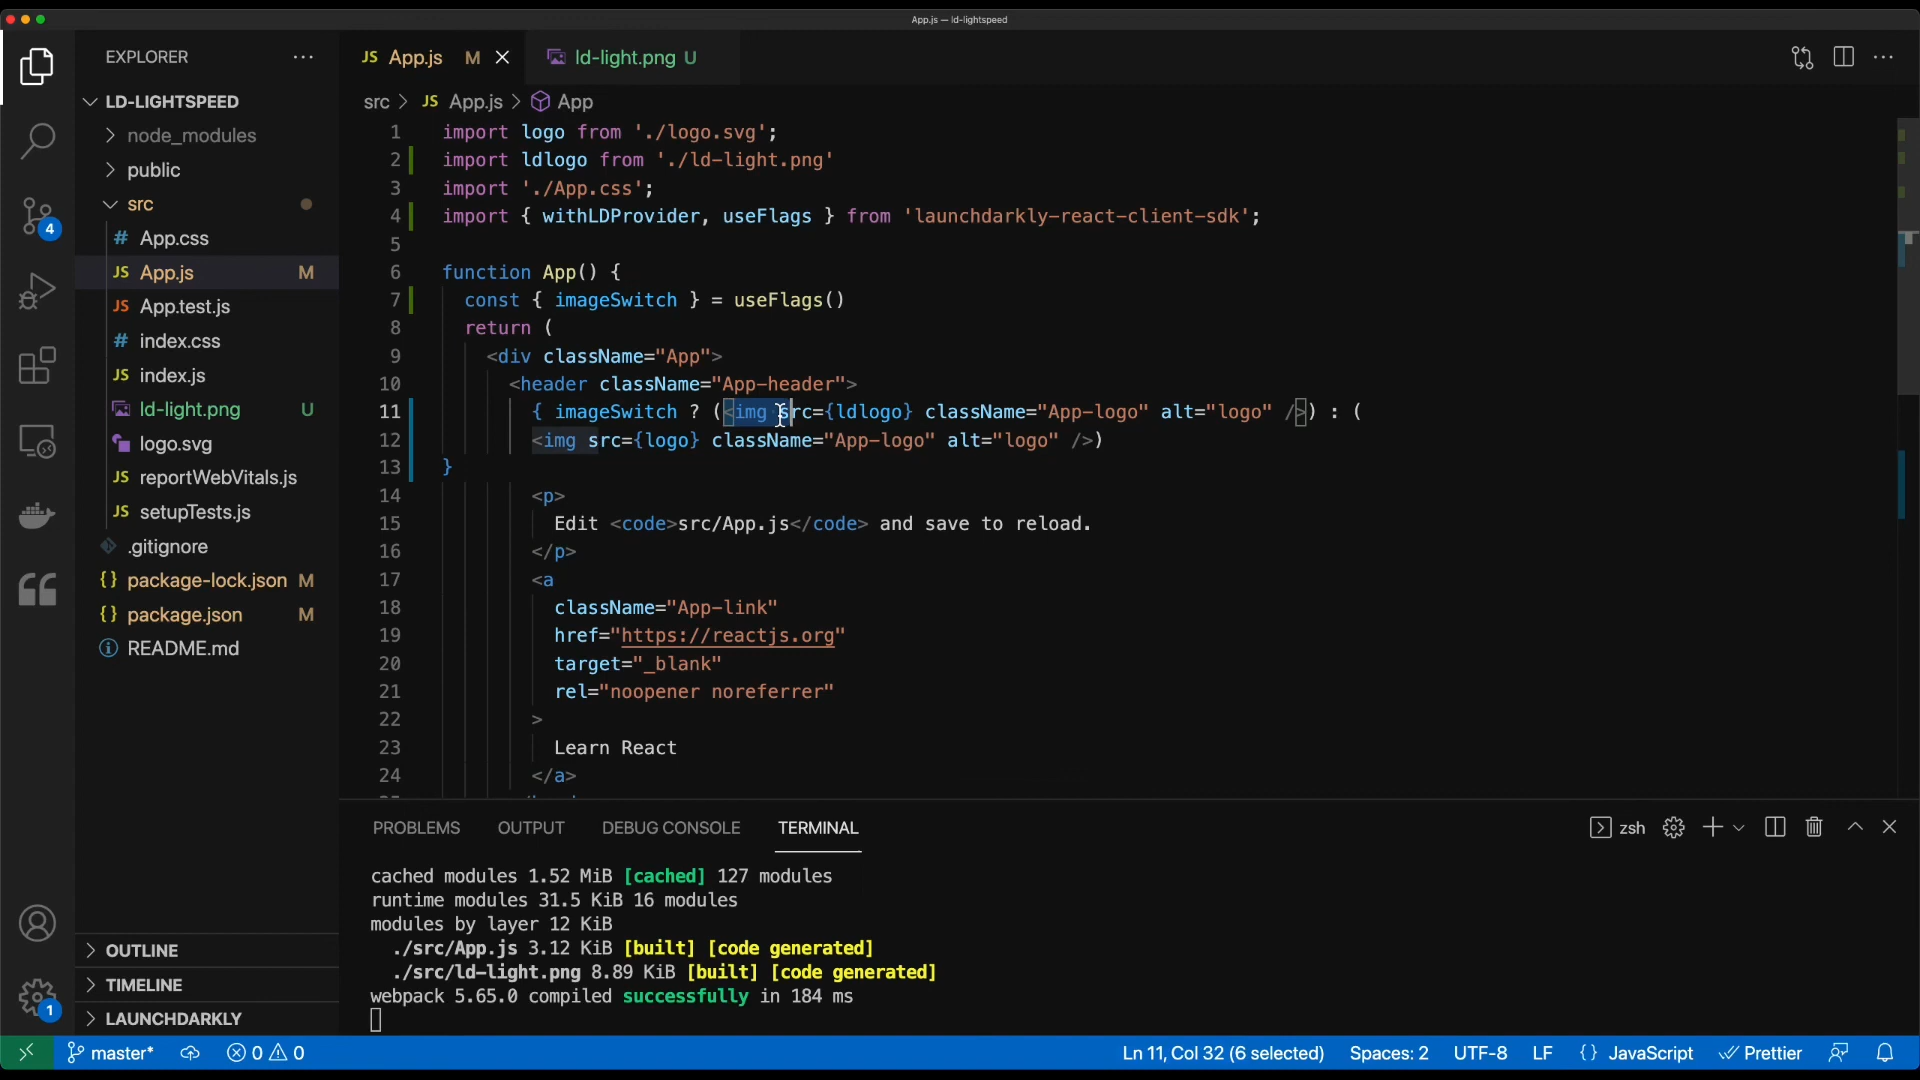 App.js — ld-lightspeed
EXPLORER
JS App.js M
ld-light.png U
LD-LIGHTSPEED
node_modules
public
src
# App.css
JS App.js M
JS App.test.js
# index.css
JS index.js
ld-light.png U
logo.svg
JS reportWebVitals.js
JS setupTests.js
.gitignore
{} package-lock.json M
{} package.json M
README.md
OUTLINE
TIMELINE
LAUNCHDARKLY
4
1
src > JS App.js > App
1 import logo from './logo.svg';
2 import ldlogo from './ld-light.png'
3 import './App.css';
4 import { withLDProvider, useFlags } from 'launchdarkly-react-client-sdk';
5
6 function App() {
7 const { imageSwitch } = useFlags()
8 return (
9 <div className="App">
10 <header className="App-header">
11 { imageSwitch ? (<img src={ldlogo} className="App-logo" alt="logo" />) : (
12 <img src={logo} className="App-logo" alt="logo" />)
13 }
14 <p>
15 Edit <code>src/App.js</code> and save to reload.
16 </p>
17 <a
18 className="App-link"
19 href="https://reactjs.org"
20 target="_blank"
21 rel="noopener noreferrer"
22 >
23 Learn React
24 </a>
PROBLEMS OUTPUT DEBUG CONSOLE TERMINAL
zsh
cached modules 1.52 MiB [cached] 127 modules
runtime modules 31.5 KiB 16 modules
modules by layer 12 KiB
./src/App.js 3.12 KiB [built] [code generated]
./src/ld-light.png 8.89 KiB [built] [code generated]
webpack 5.65.0 compiled successfully in 184 ms
master* 0 0
Ln 11, Col 32 (6 selected) Spaces: 2 UTF-8 LF {} JavaScript Prettier